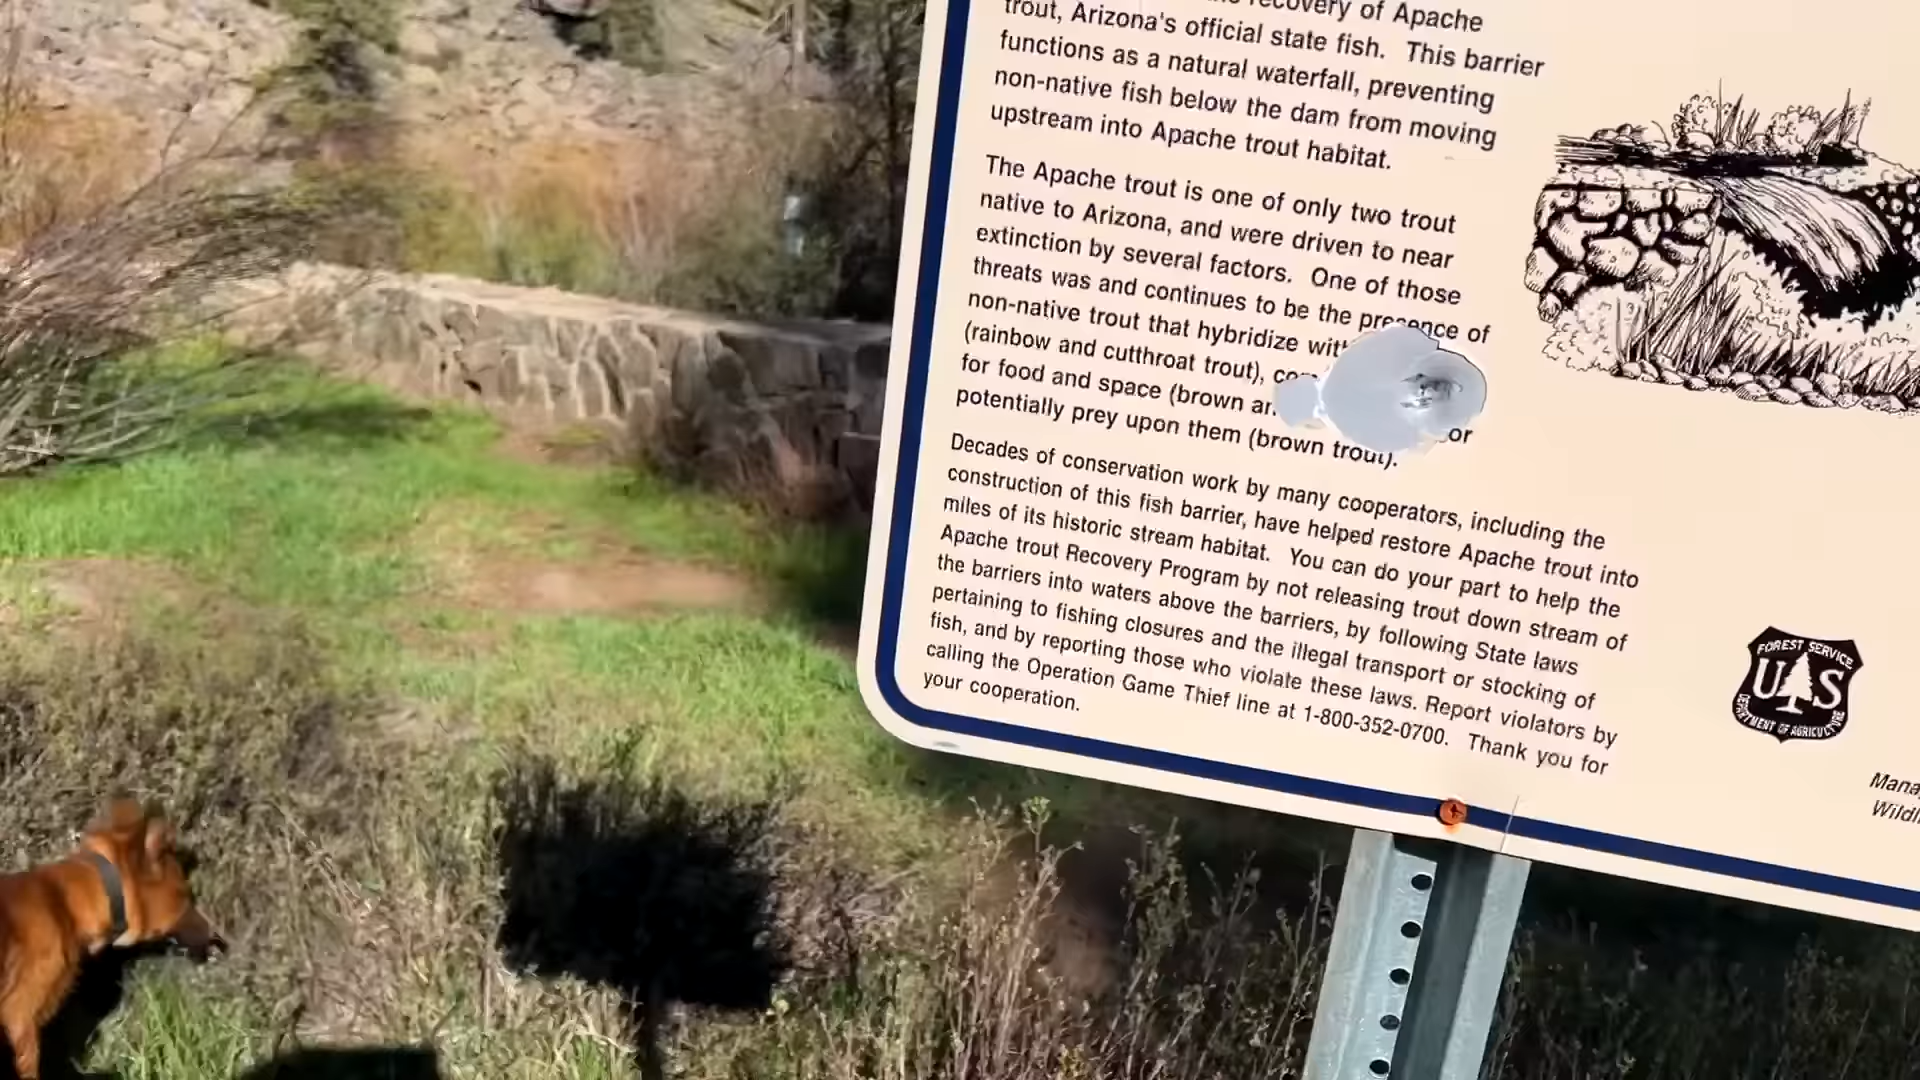 recovery of Apache
trout, Arizona's official state fish. This barrier
functions as a natural waterfall, preventing
non-native fish below the dam from moving
upstream into Apache trout habitat.
The Apache trout is one of only two trout
native to Arizona, and were driven to near
extinction by several factors. One of those
threats was and continues to be the presence of
non-native trout that hybridize with
(rainbow and cutthroat trout),
for food and space (brown
potentially prey upon them (brown trout).
Decades of conservation work by many cooperators, including the
construction of this fish barrier, have helped restore Apache trout into
miles of its historic stream habitat. You can do your part to help the
Apache trout Recovery Program by not releasing trout down stream of
the barriers into waters above the barriers, by following State laws
pertaining to fishing closures and the illegal transport or stocking of
fish, and by reporting those who violate these laws. Report violators by
calling the Operation Game Thief line at 1-800-352-0700. Thank you for
your cooperation.
FOREST SERVICE
U S
DEPARTMENT OF AGRICULTURE